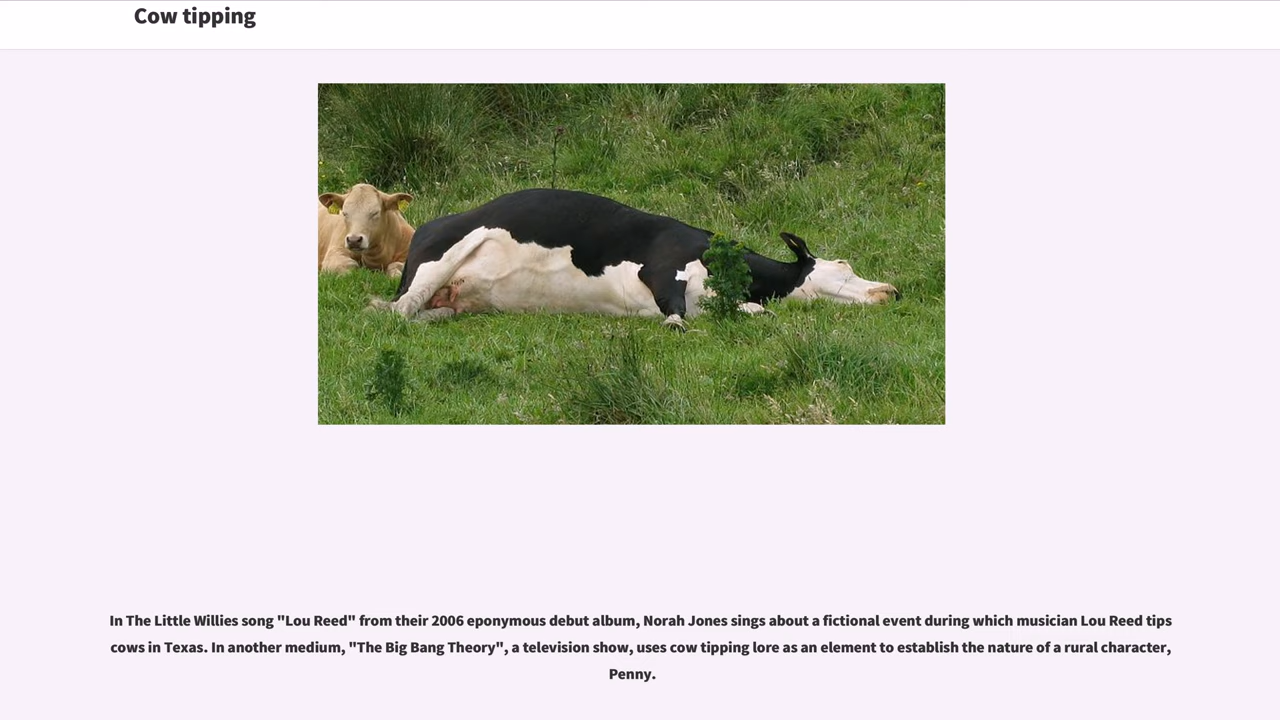 Cow tipping
In The Little Willies song "Lou Reed" from their 2006 eponymous debut album, Norah Jones sings about a fictional event during which musician Lou Reed tips
cows in Texas. In another medium, "The Big Bang Theory", a television show, uses cow tipping lore as an element to establish the nature of a rural character,
Penny.